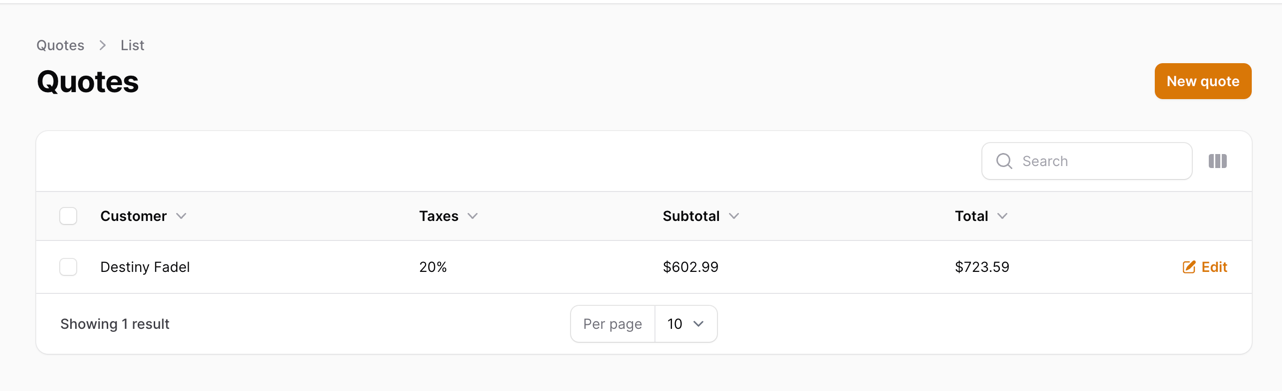 Quotes > List
Quotes
New quote
Search
Customer Taxes Subtotal Total
Destiny Fadel 20% $602.99 $723.59 Edit
Showing 1 result Per page 10